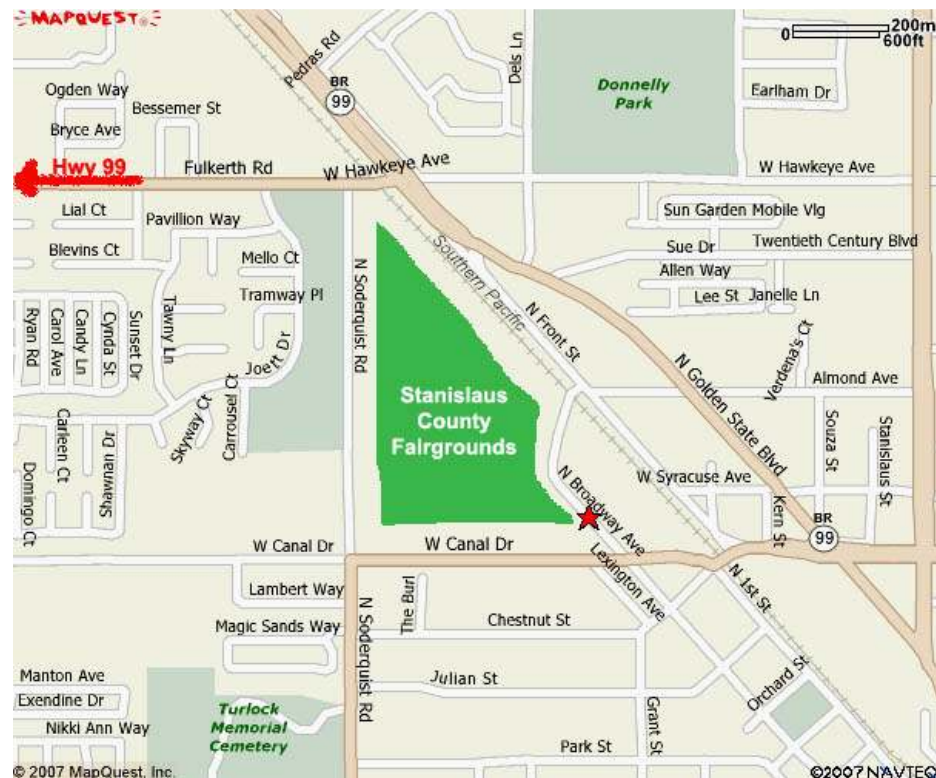 MAPQUEST
200m
0
600ft
Pedras Rd
Dels Ln
BR
99
Donnelly
Park
Ogden Way
Bessemer St
Earlham Dr
Bryce Ave
Hwy 99
Fulkerth Rd
W Hawkeye Ave
W Hawkeye Ave
Lial Ct
Pavillion Way
Sun Garden Mobile Vlg
Blevins Ct
Mello Ct
N Soderquist Rd
Southern Pacific
Sue Dr
Twentieth Century Blvd
Allen Way
Tramway Pl
Lee St
Janelle Ln
Ryan Rd
Carol Ave
Candy Ln
Cynda St
Sunset Dr
Tawny Ln
Joett Dr
N Front St
Verdena's Ct
N Golden State Blvd
Almond Ave
Stanislaus
County
Fairgrounds
Carleen Ct
Shawnah Dr
Skyway Ct
Carrousel Ct
Souza St
Stanislaus St
Domingo Ct
N Broadway Ave
W Syracuse Ave
Kern St
BR
99
W Canal Dr
W Canal Dr
Lexington Ave
N 1st St
Lambert Way
The Burl
N Soderquist Rd
Magic Sands Way
Chestnut St
Manton Ave
Julian St
Orchard St
Exendine Dr
Turlock
Memorial
Cemetery
Grant St
Nikki Ann Way
Park St
© 2007 MapQuest, Inc.
©2007 NAVTEQ